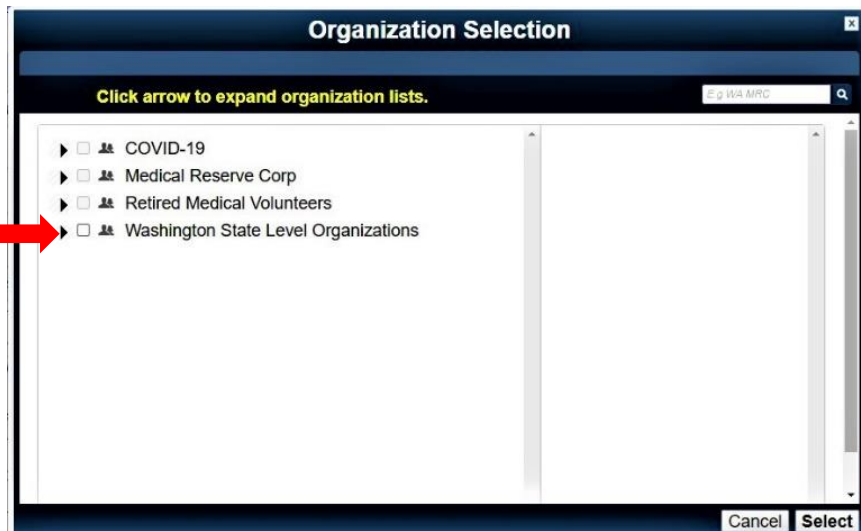 Organization Selection
x
Click arrow to expand organization lists.
E g WA MRC
COVID-19
Medical Reserve Corp
Retired Medical Volunteers
Washington State Level Organizations
Cancel
Select